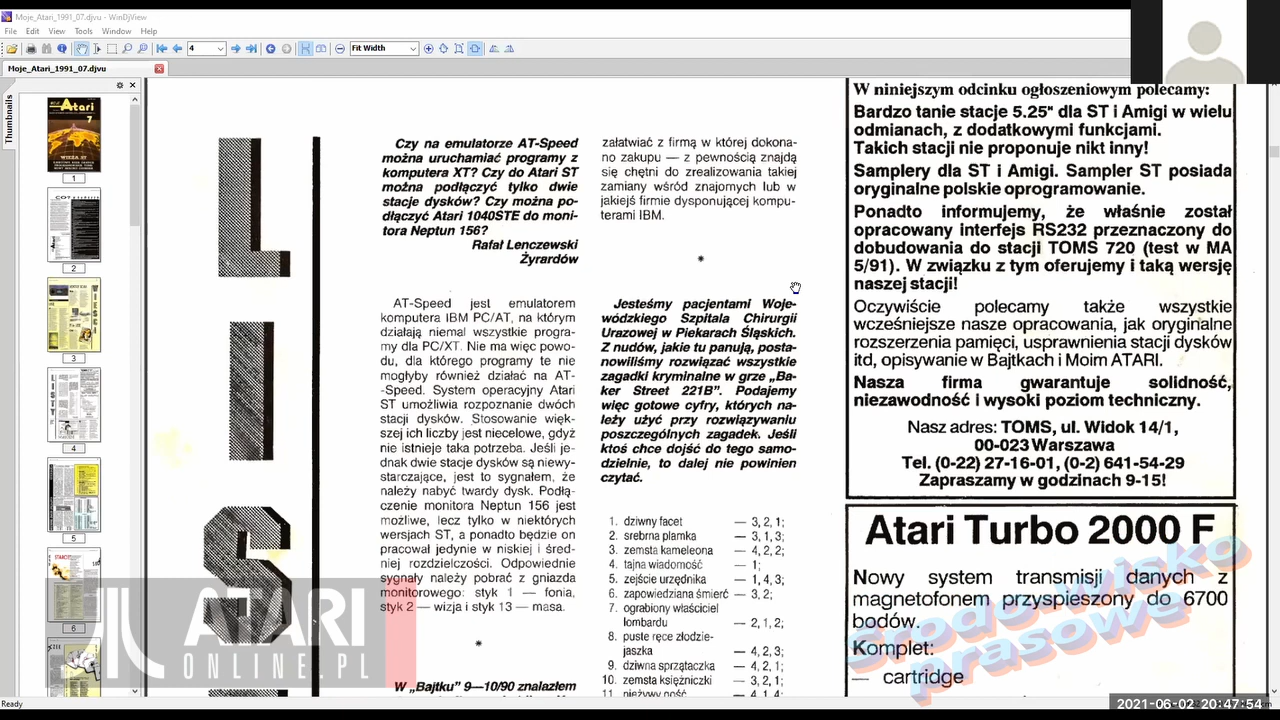 Moje_Atari_1991_07.djvu - WinDjView
File Edit View Tools Window Help
4
Fit Width
Moje_Atari_1991_07.djvu
Thumbnails
Atari
7
WIEŻA ST
1
2
3
4
5
6
L
I
S
Czy na emulatorze AT-Speed
można uruchamiać programy z
komputera XT? Czy do Atari ST
można podłączyć tylko dwie
stacje dysków? Czy można po-
dłączyć Atari 1040STE do moni-
tora Neptun 156?
Rafał Lenczewski
Żyrardów
AT-Speed jest emulatorem
komputera IBM PC/AT, na którym
działają niemal wszystkie progra-
my dla PC/XT. Nie ma więc powo-
du, dla którego programy te nie
mogłyby również działać na AT-
-Speed. System operacyjny Atari
ST umożliwia rozpoznanie dwóch
stacji dysków. Stosowanie więk-
szej ich liczby jest niecelowe, gdyż
nie istnieje taka potrzeba. Jeśli je-
dnak dwie stacje dysków są niewy-
starczające, jest to sygnałem, że
należy nabyć twardy dysk. Podłą-
czenie monitora Neptun 156 jest
możliwe, lecz tylko w niektórych
wersjach ST, a ponadto będzie on
pracował jedynie w niskiej i śred-
niej rozdzielczości. Odpowiednie
sygnały należy pobrać z gniazda
monitorowego: styk 1 — fonia,
styk 2 — wizja i styk 13 — masa.
*
W „Bajtku” 9—10/90 znalazłem
załatwiać z firmą w której dokona-
no zakupu — z pewnością znajdą
się chętni do zrealizowania takiej
zamiany wśród znajomych lub w
jakiejś firmie dysponującej kompu-
terami IBM.
*
Jesteśmy pacjentami Woje-
wódzkiego Szpitala Chirurgii
Urazowej w Piekarach Śląskich.
Z nudów, jakie tu panują, posta-
nowiliśmy rozwiązać wszystkie
zagadki kryminalne w grze „Ba-
ker Street 221B”. Podajemy
więc gotowe cyfry, których na-
leży użyć przy rozwiązywaniu
poszczególnych zagadek. Jeśli
ktoś chce dojść do tego samo-
dzielnie, to dalej nie powinien
czytać.
1. dziwny facet — 3, 2, 1;
2. srebrna plamka — 3, 1, 3;
3. zemsta kameleona — 4, 2, 2;
4. tajna wiadomość — 1;
5. zejście urzędnika — 1, 4, 3;
6. zapowiedziana śmierć — 3, 2;
7. ograbiony właściciel
lombardu — 2, 1, 2;
8. puste ręce złodzie-
jaszka — 4, 2, 3;
9. dziwna sprzątaczka — 4, 2, 1;
10. zemsta księżniczki — 3, 2, 1;
11. — 4, 1, 4;
W niniejszym odcinku ogłoszeniowym polecamy:
Bardzo tanie stacje 5.25" dla ST i Amigi w wielu
odmianach, z dodatkowymi funkcjami.
Takich stacji nie proponuje nikt inny!
Samplery dla ST i Amigi. Sampler ST posiada
oryginalne polskie oprogramowanie.
Ponadto informujemy, że właśnie został
opracowany interfejs RS232 przeznaczony do
dobudowania do stacji TOMS 720 (test w MA
5/91). W związku z tym oferujemy i taką wersję
naszej stacji!
Oczywiście polecamy także wszystkie
wcześniejsze nasze opracowania, jak oryginalne
rozszerzenia pamięci, usprawnienia stacji dysków
itd, opisywanie w Bajtkach i Moim ATARI.
Nasza firma gwarantuje solidność,
niezawodność i wysoki poziom techniczny.
Nasz adres: TOMS, ul. Widok 14/1,
00-023 Warszawa
Tel. (0-22) 27-16-01, (0-2) 641-54-29
Zapraszamy w godzinach 9-15!
Atari Turbo 2000 F
Nowy system transmisji danych z
magnetofonem przyspieszony do 6700
bodów.
Komplet:
— cartridge
ATARI
ONLINE.PL
środowisko
prasowe
Ready
2021-06-02 20:47:54